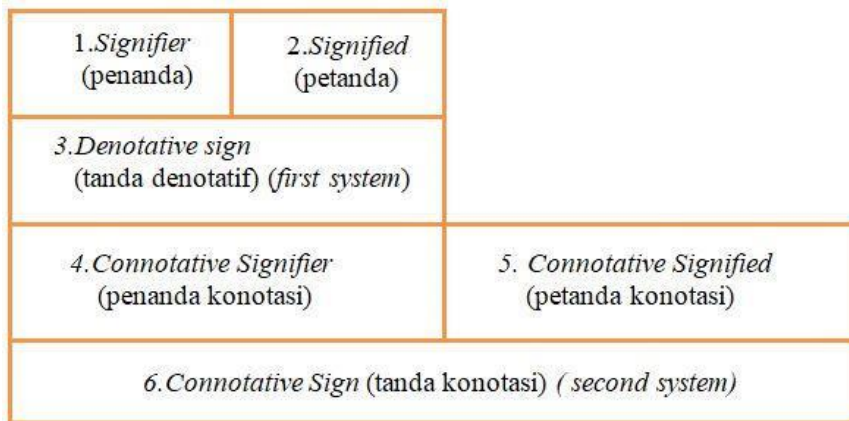 1.Signifier
(penanda)
2.Signified
(petanda)
3.Denotative sign
(tanda denotatif) (first system)
4.Connotative Signifier
(penanda konotasi)
5. Connotative Signified
(petanda konotasi)
6.Connotative Sign (tanda konotasi) ( second system)